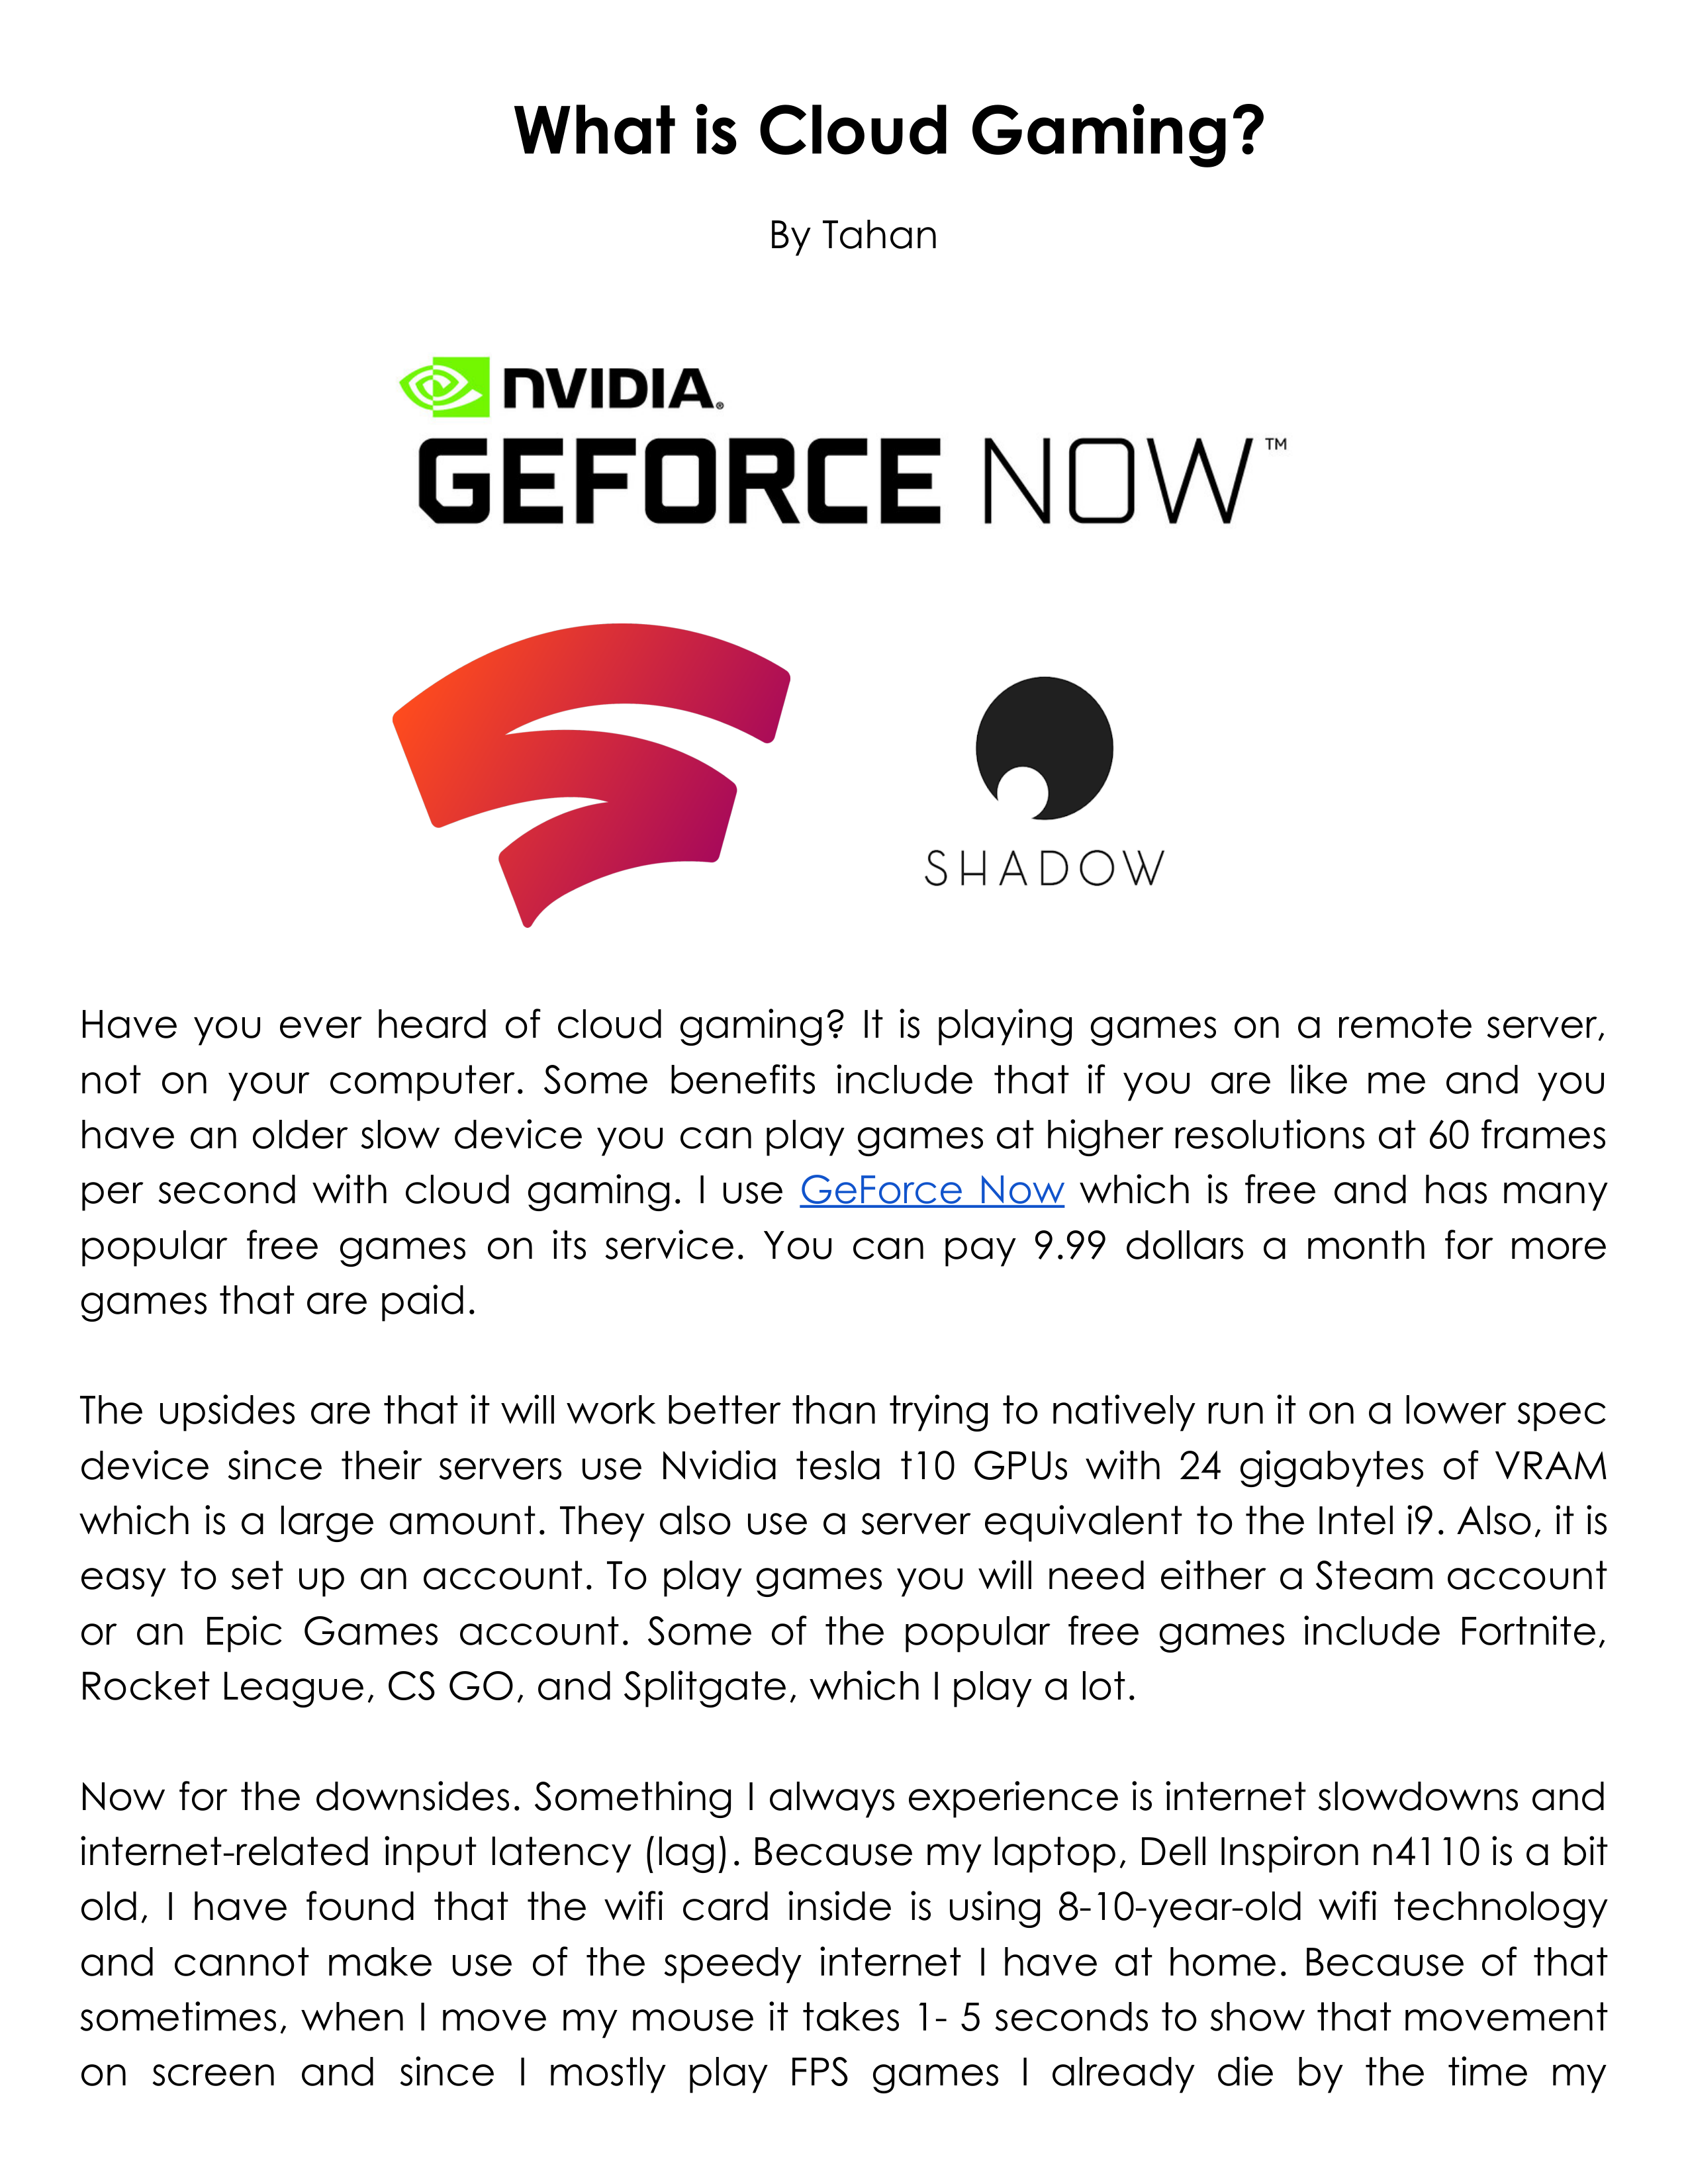 What is Cloud Gaming?
By Tahan
NVIDIA.®
GEFORCE NOW™
SHADOW
Have you ever heard of cloud gaming? It is playing games on a remote server,
not on your computer. Some benefits include that if you are like me and you
have an older slow device you can play games at higher resolutions at 60 frames
per second with cloud gaming. I use GeForce Now which is free and has many
popular free games on its service. You can pay 9.99 dollars a month for more
games that are paid.
The upsides are that it will work better than trying to natively run it on a lower spec
device since their servers use Nvidia tesla t10 GPUs with 24 gigabytes of VRAM
which is a large amount. They also use a server equivalent to the Intel i9. Also, it is
easy to set up an account. To play games you will need either a Steam account
or an Epic Games account. Some of the popular free games include Fortnite,
Rocket League, CS GO, and Splitgate, which I play a lot.
Now for the downsides. Something I always experience is internet slowdowns and
internet-related input latency (lag). Because my laptop, Dell Inspiron n4110 is a bit
old, I have found that the wifi card inside is using 8-10-year-old wifi technology
and cannot make use of the speedy internet I have at home. Because of that
sometimes, when I move my mouse it takes 1- 5 seconds to show that movement
on screen and since I mostly play FPS games I already die by the time my